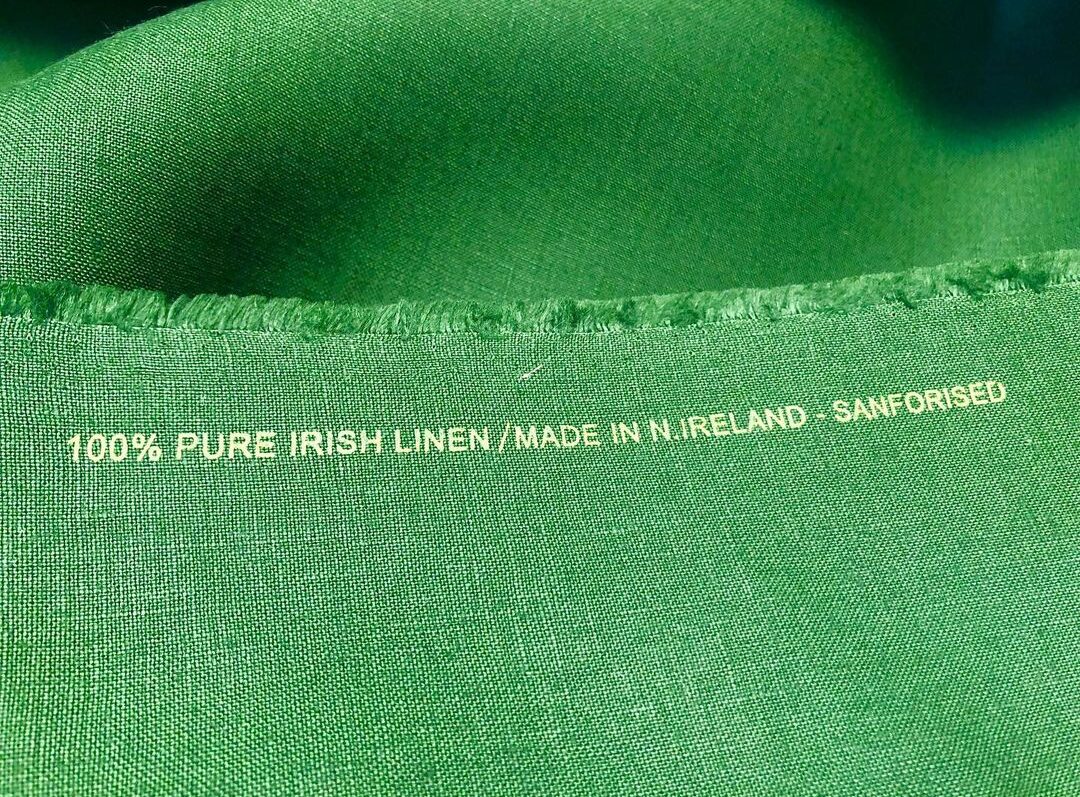 100% PURE IRISH LINEN / MADE IN N.IRELAND - SANFORISED